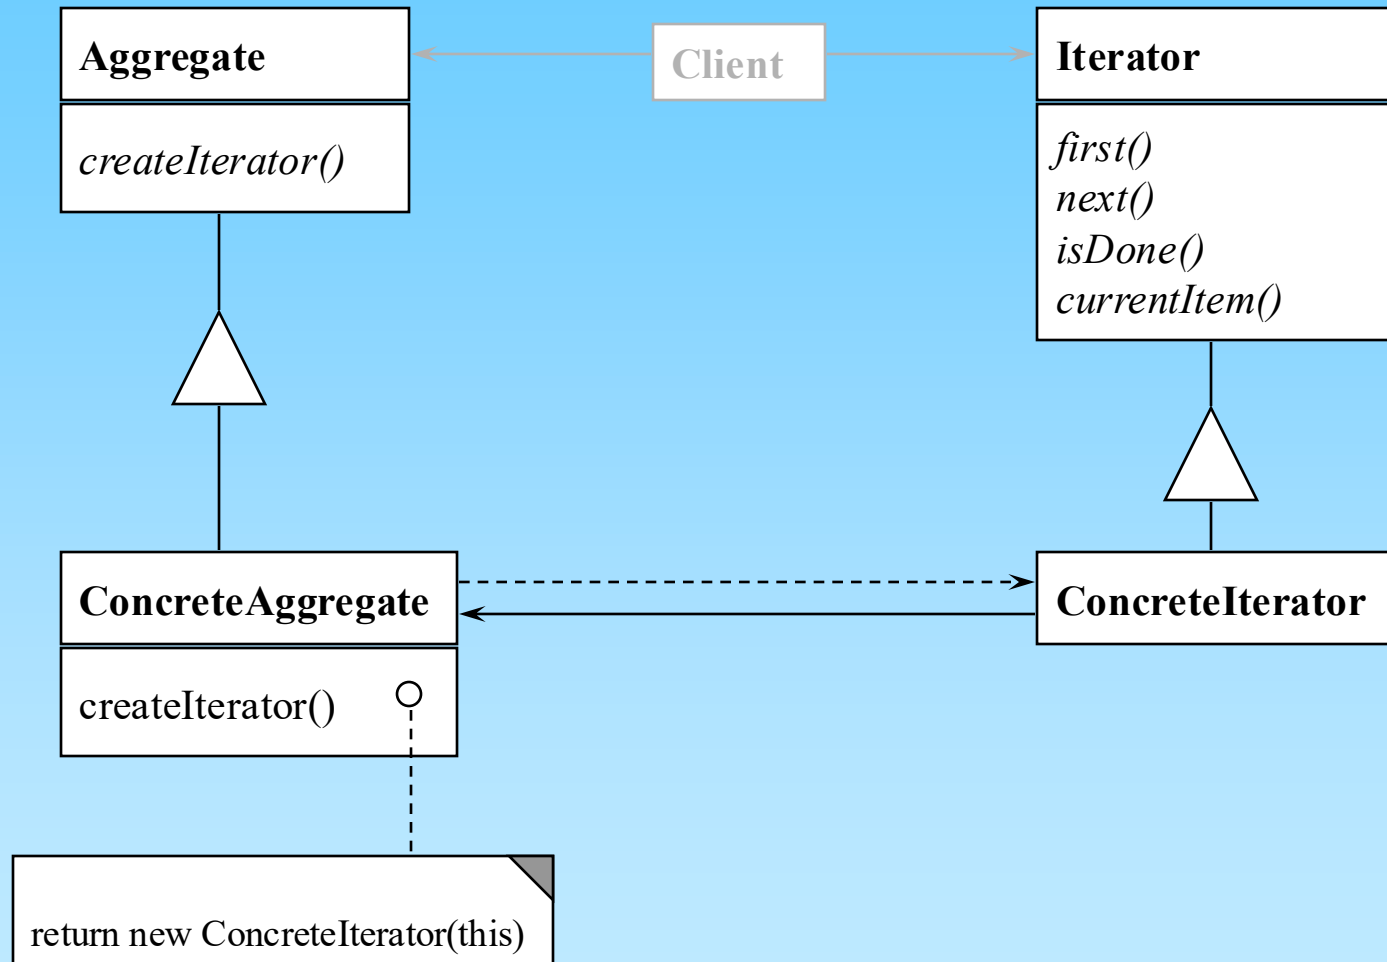 Aggregate
createIterator()
Client
Iterator
first()
next()
isDone()
currentItem()
ConcreteAggregate
createIterator()
ConcreteIterator
return new ConcreteIterator(this)